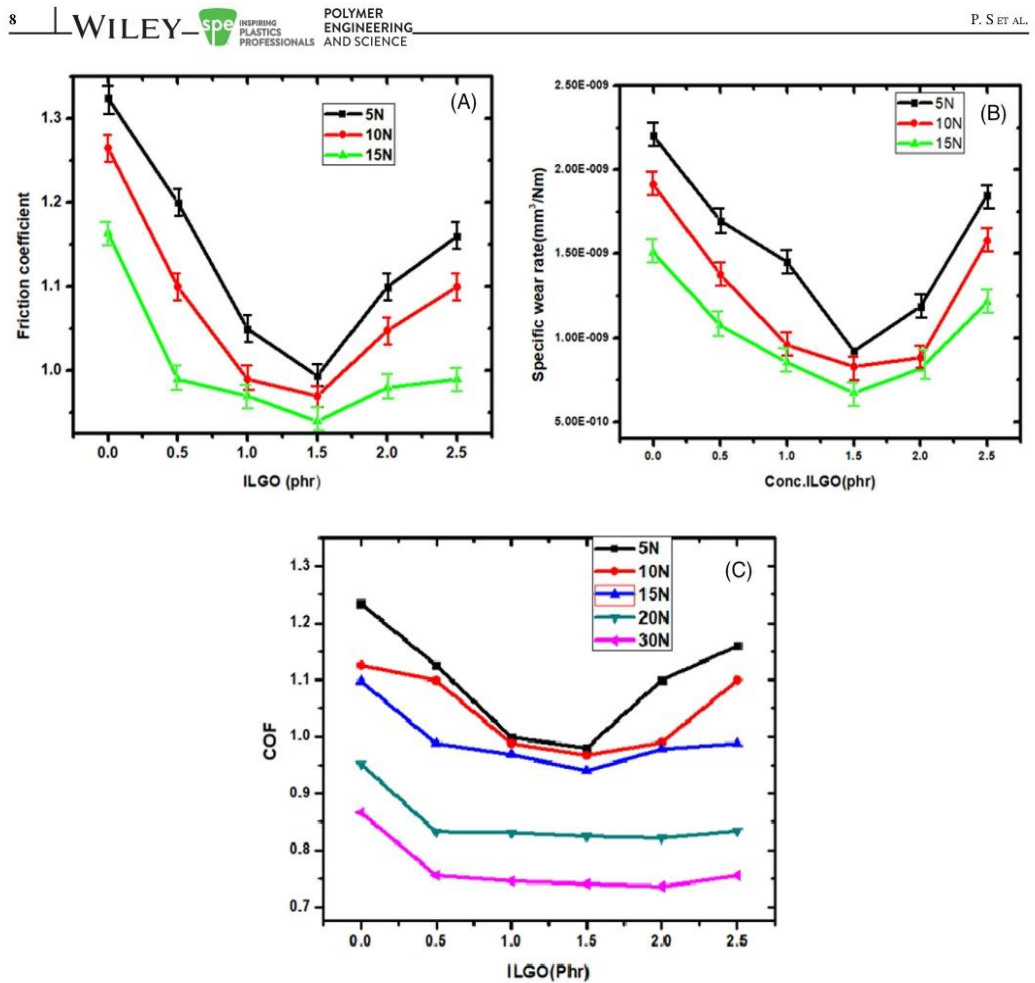 8
WILEY
spe INSPIRING
PLASTICS
PROFESSIONALS
POLYMER
ENGINEERING
AND SCIENCE
P. S ET AL.
(A)
5N
10N
15N
1.3
1.2
1.1
1.0
Friction coefficient
0.0 0.5 1.0 1.5 2.0 2.5
ILGO (phr)
(B)
5N
10N
15N
2.50E-009
2.00E-009
1.50E-009
1.00E-009
5.00E-010
Specific wear rate(mm³/Nm)
0.0 0.5 1.0 1.5 2.0 2.5
Conc.ILGO(phr)
(C)
5N
10N
15N
20N
30N
1.3
1.2
1.1
1.0
0.9
0.8
0.7
COF
0.0 0.5 1.0 1.5 2.0 2.5
ILGO(Phr)